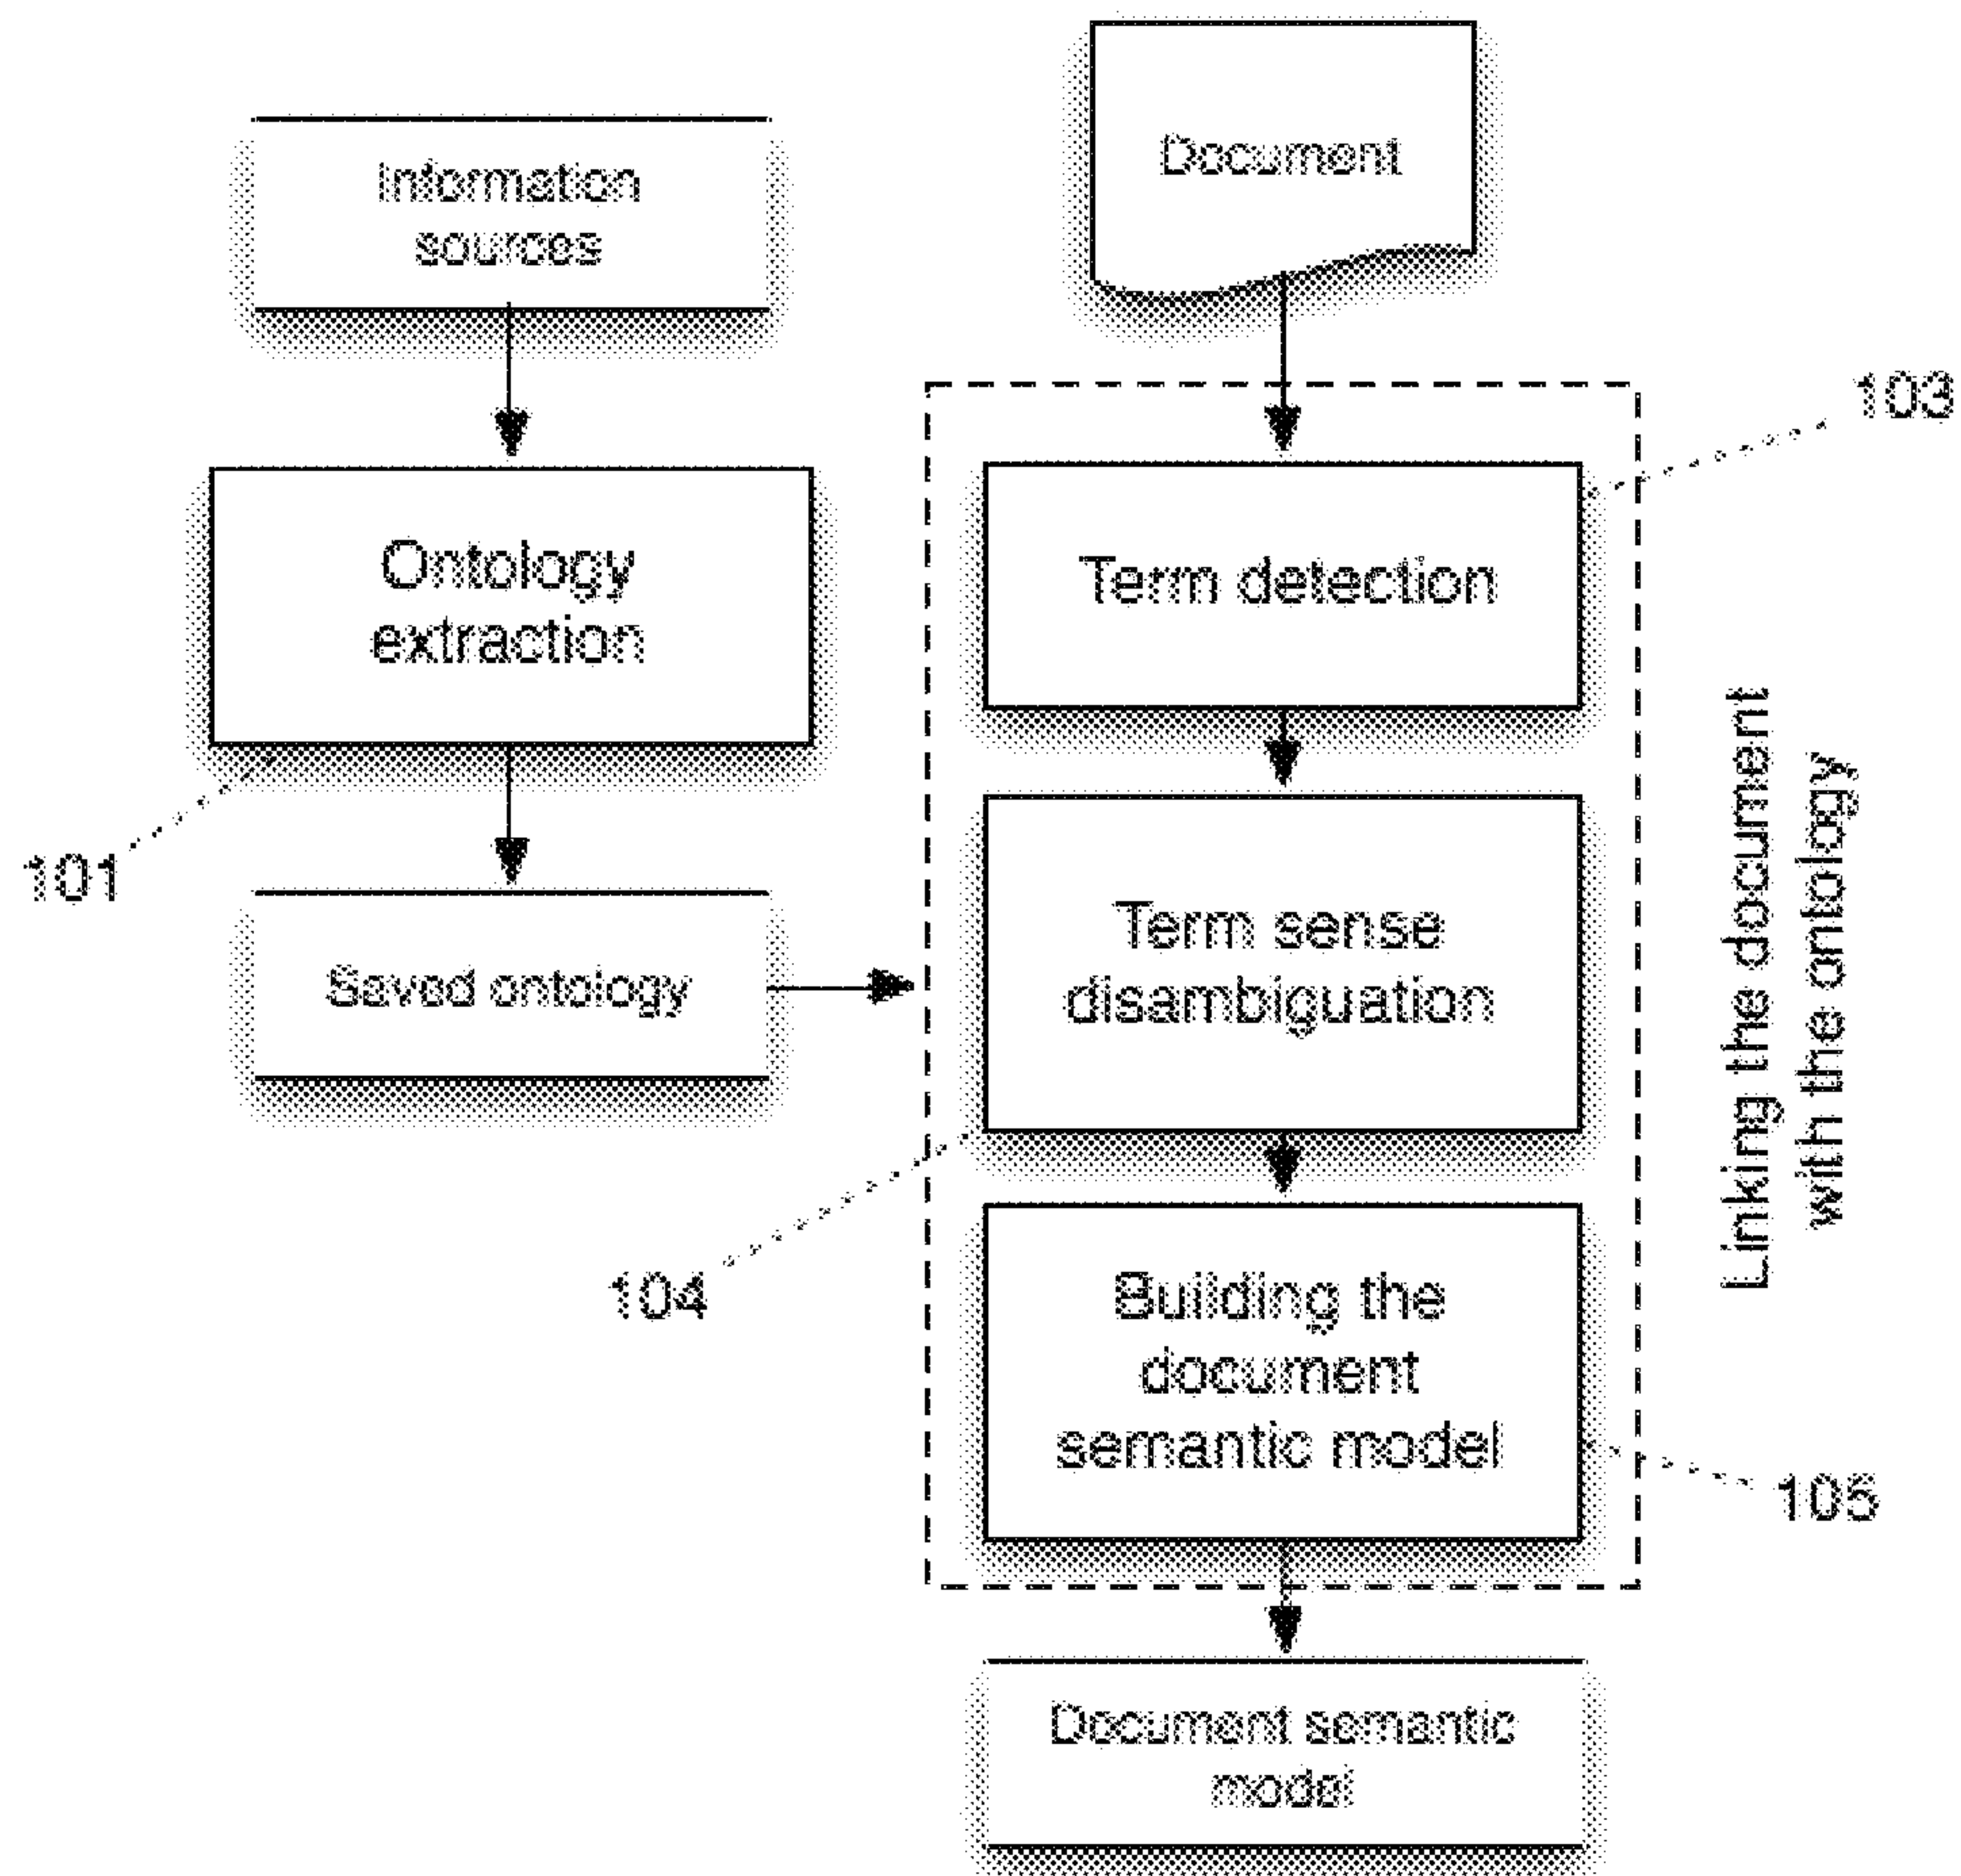 Information
sources
Document
103
Ontology
extraction
Term detection
101
Saved ontology
Term sense
disambiguation
Linking the document
with the ontology
104
Building the
document
semantic model
105
Document semantic
model